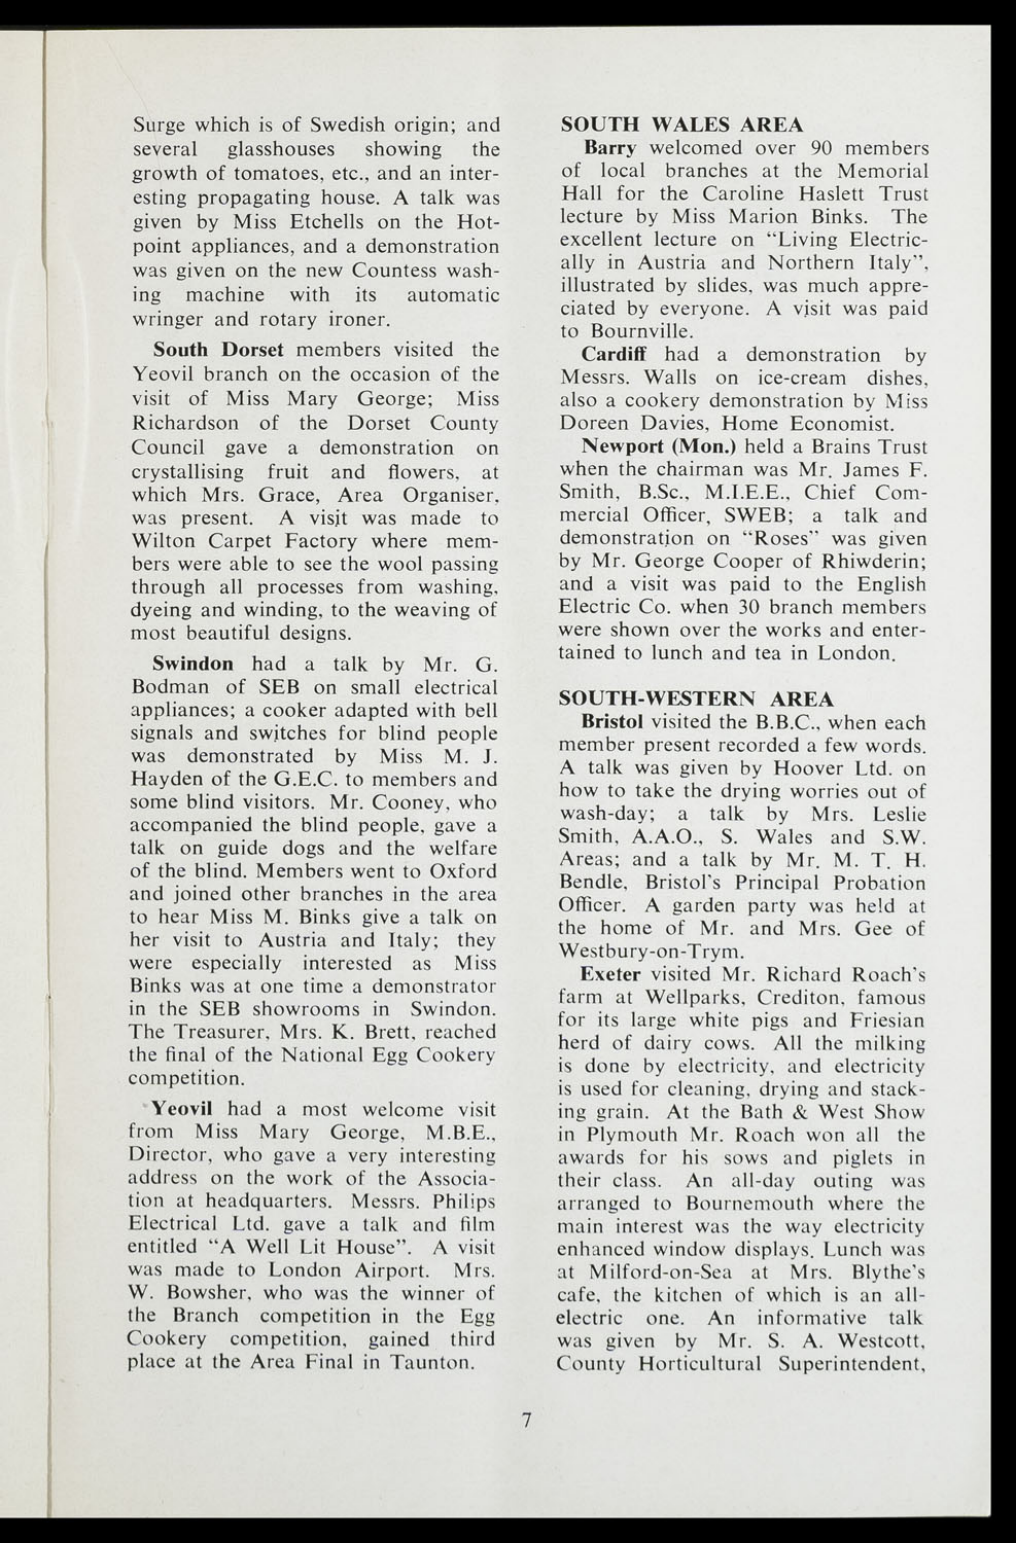 Surge which is of Swedish origin; and
several glasshouses showing the
growth of tomatoes, etc., and an inter-
esting propagating house. A talk was
given by Miss Etchells on the Hot-
point appliances, and a demonstration
was given on the new Countess wash-
ing machine with its automatic
wringer and rotary ironer.
South Dorset members visited the
Yeovil branch on the occasion of the
visit of Miss Mary George; Miss
Richardson of the Dorset County
Council gave a demonstration on
crystallising fruit and flowers, at
which Mrs. Grace, Area Organiser,
was present. A visit was made to
Wilton Carpet Factory where mem-
bers were able to see the wool passing
through all processes from washing,
dyeing and winding, to the weaving of
most beautiful designs.
Swindon had a talk by Mr. G.
Bodman of SEB on small electrical
appliances; a cooker adapted with bell
signals and switches for blind people
was demonstrated by Miss M. J.
Hayden of the G.E.C. to members and
some blind visitors. Mr. Cooney, who
accompanied the blind people, gave a
talk on guide dogs and the welfare
of the blind. Members went to Oxford
and joined other branches in the area
to hear Miss M. Binks give a talk on
her visit to Austria and Italy; they
were especially interested as Miss
Binks was at one time a demonstrator
in the SEB showrooms in Swindon.
The Treasurer, Mrs. K. Brett, reached
the final of the National Egg Cookery
competition.
Yeovil had a most welcome visit
from Miss Mary George, M.B.E.,
Director, who gave a very interesting
address on the work of the Associa-
tion at headquarters. Messrs. Philips
Electrical Ltd. gave a talk and film
entitled "A Well Lit House". A visit
was made to London Airport. Mrs.
W. Bowsher, who was the winner of
the Branch competition in the Egg
Cookery competition, gained third
place at the Area Final in Taunton.
SOUTH WALES AREA
Barry welcomed over 90 members
of local branches at the Memorial
Hall for the Caroline Haslett Trust
lecture by Miss Marion Binks. The
excellent lecture on "Living Electric-
ally in Austria and Northern Italy",
illustrated by slides, was much appre-
ciated by everyone. A visit was paid
to Bournville.
Cardiff had a demonstration by
Messrs. Walls on ice-cream dishes,
also a cookery demonstration by Miss
Doreen Davies, Home Economist.
Newport (Mon.) held a Brains Trust
when the chairman was Mr. James F.
Smith, B.Sc., M.I.E.E., Chief Com-
mercial Officer, SWEB; a talk and
demonstration on "Roses" was given
by Mr. George Cooper of Rhiwderin;
and a visit was paid to the English
Electric Co. when 30 branch members
were shown over the works and enter-
tained to lunch and tea in London.
SOUTH-WESTERN AREA
Bristol visited the B.B.C., when each
member present recorded a few words.
A talk was given by Hoover Ltd. on
how to take the drying worries out of
wash-day; a talk by Mrs. Leslie
Smith, A.A.O., S. Wales and S.W.
Areas; and a talk by Mr. M. T. H.
Bendle, Bristol's Principal Probation
Officer. A garden party was held at
the home of Mr. and Mrs. Gee of
Westbury-on-Trym.
Exeter visited Mr. Richard Roach's
farm at Wellparks, Crediton, famous
for its large white pigs and Friesian
herd of dairy cows. All the milking
is done by electricity, and electricity
is used for cleaning, drying and stack-
ing grain. At the Bath & West Show
in Plymouth Mr. Roach won all the
awards for his sows and piglets in
their class. An all-day outing was
arranged to Bournemouth where the
main interest was the way electricity
enhanced window displays. Lunch was
at Milford-on-Sea at Mrs. Blythe's
cafe, the kitchen of which is an all-
electric one. An informative talk
was given by Mr. S. A. Westcott,
County Horticultural Superintendent,
7